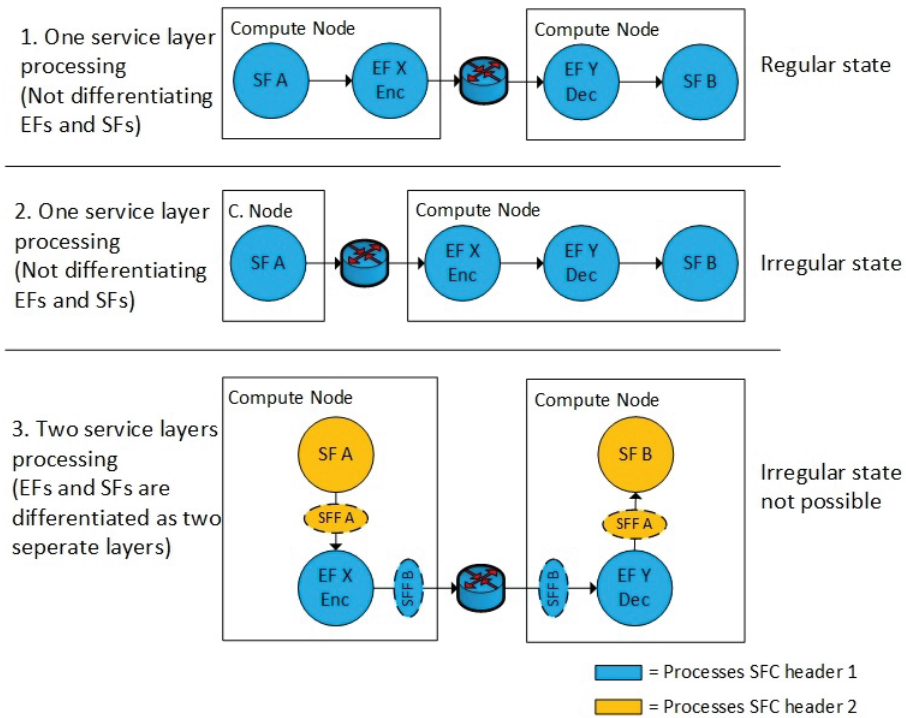 1. One service layer
processing
(Not differentiating
EFs and SFs)
Compute Node
SF A
EF X
Enc
Compute Node
EF Y
Dec
SF B
Regular state
2. One service layer
processing
(Not differentiating
EFs and SFs)
C. Node
SF A
Compute Node
EF X
Enc
EF Y
Dec
SF B
Irregular state
3. Two service layers
processing
(EFs and SFs are
differentiated as two
seperate layers)
Compute Node
SF A
SFF A
EF X
Enc
SFF B
Compute Node
SF B
SFF A
SFF B
EF Y
Dec
Irregular state
not possible
= Processes SFC header 1
= Processes SFC header 2